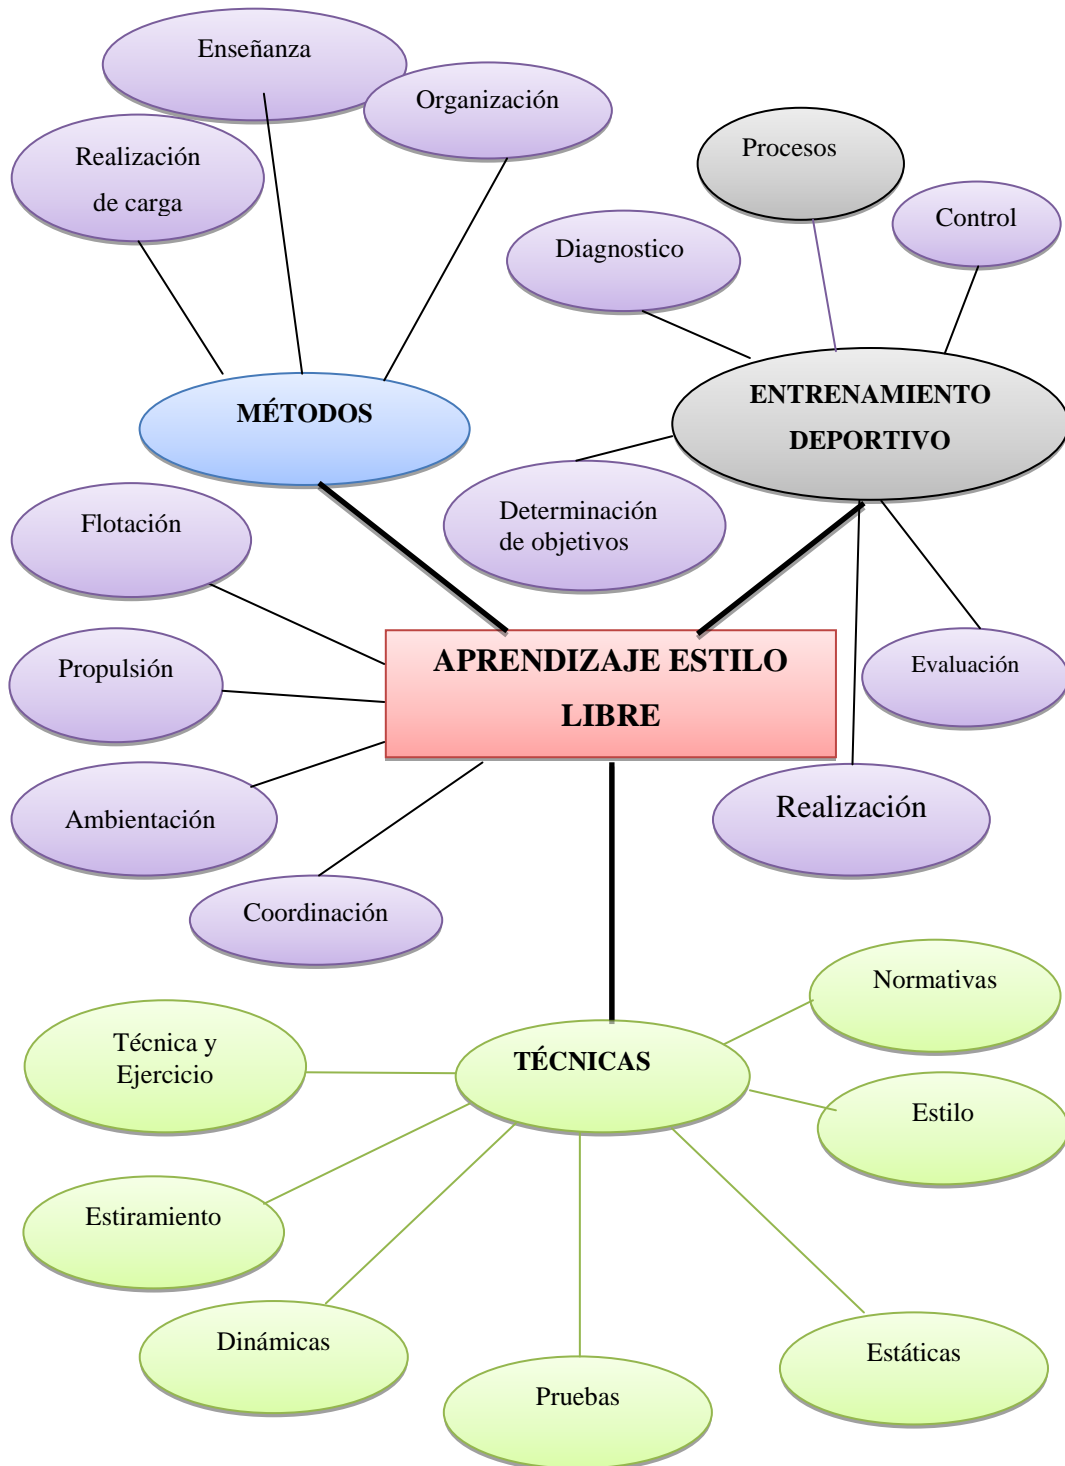 Enseñanza
Organización
Realización
de carga
Procesos
Control
Diagnostico
MÉTODOS
ENTRENAMIENTO
DEPORTIVO
Determinación
de objetivos
Flotación
Propulsión
APRENDIZAJE ESTILO
LIBRE
Evaluación
Ambientación
Realización
Coordinación
Normativas
Técnica y
Ejercicio
TÉCNICAS
Estilo
Estiramiento
Dinámicas
Estáticas
Pruebas